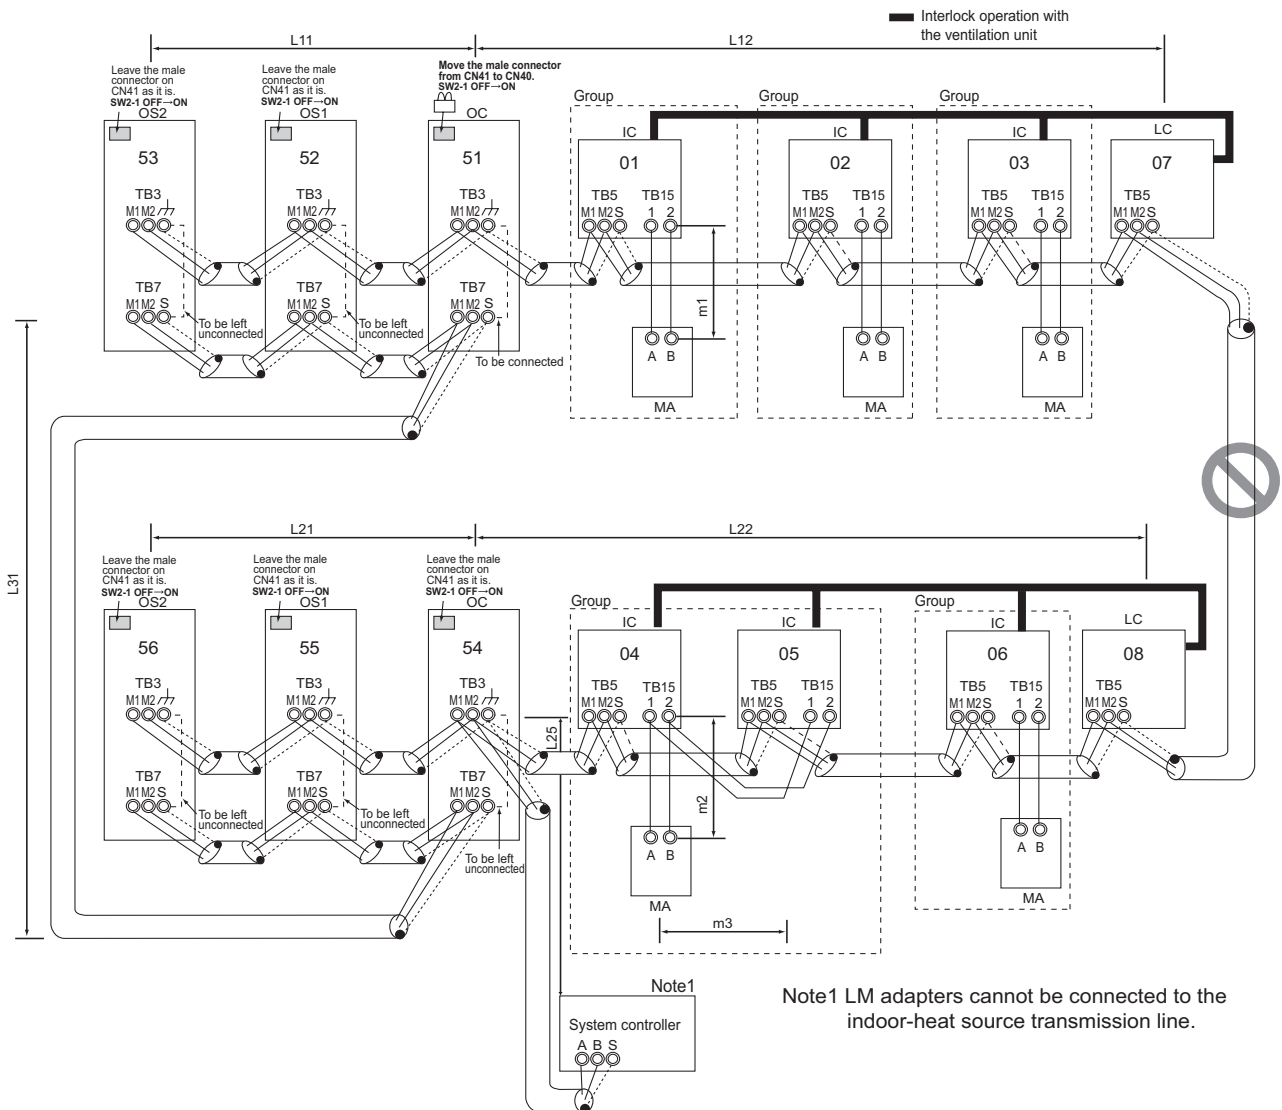 Interlock operation with
the ventilation unit
L11
L12
Leave the male
connector on
CN41 as it is.
SW2-1 OFF→ON
OS2
Leave the male
connector on
CN41 as it is.
SW2-1 OFF→ON
OS1
Move the male connector
from CN41 to CN40.
SW2-1 OFF→ON
OC
Group
Group
Group
IC
IC
IC
LC
53
52
51
01
02
03
07
TB3
M1 M2
TB3
M1 M2
TB3
M1 M2
TB5
M1 M2 S
TB15
1 2
TB5
M1 M2 S
TB15
1 2
TB5
M1 M2 S
TB15
1 2
TB5
M1 M2 S
TB7
M1 M2 S
To be left
unconnected
TB7
M1 M2 S
To be left
unconnected
TB7
M1 M2 S
To be connected
m1
A B
MA
A B
MA
A B
MA
L31
L21
L22
Leave the male
connector on
CN41 as it is.
SW2-1 OFF→ON
OS2
Leave the male
connector on
CN41 as it is.
SW2-1 OFF→ON
OS1
Leave the male
connector on
CN41 as it is.
SW2-1 OFF→ON
OC
Group
Group
IC
IC
IC
LC
56
55
54
04
05
06
08
TB3
M1 M2
TB3
M1 M2
TB3
M1 M2
TB5
M1 M2 S
TB15
1 2
TB5
M1 M2 S
TB15
1 2
TB5
M1 M2 S
TB15
1 2
TB5
M1 M2 S
L25
TB7
M1 M2 S
To be left
unconnected
TB7
M1 M2 S
To be left
unconnected
TB7
M1 M2 S
To be left
unconnected
m2
A B
MA
A B
MA
m3
Note1
System controller
A B S
Note1 LM adapters cannot be connected to the
indoor-heat source transmission line.